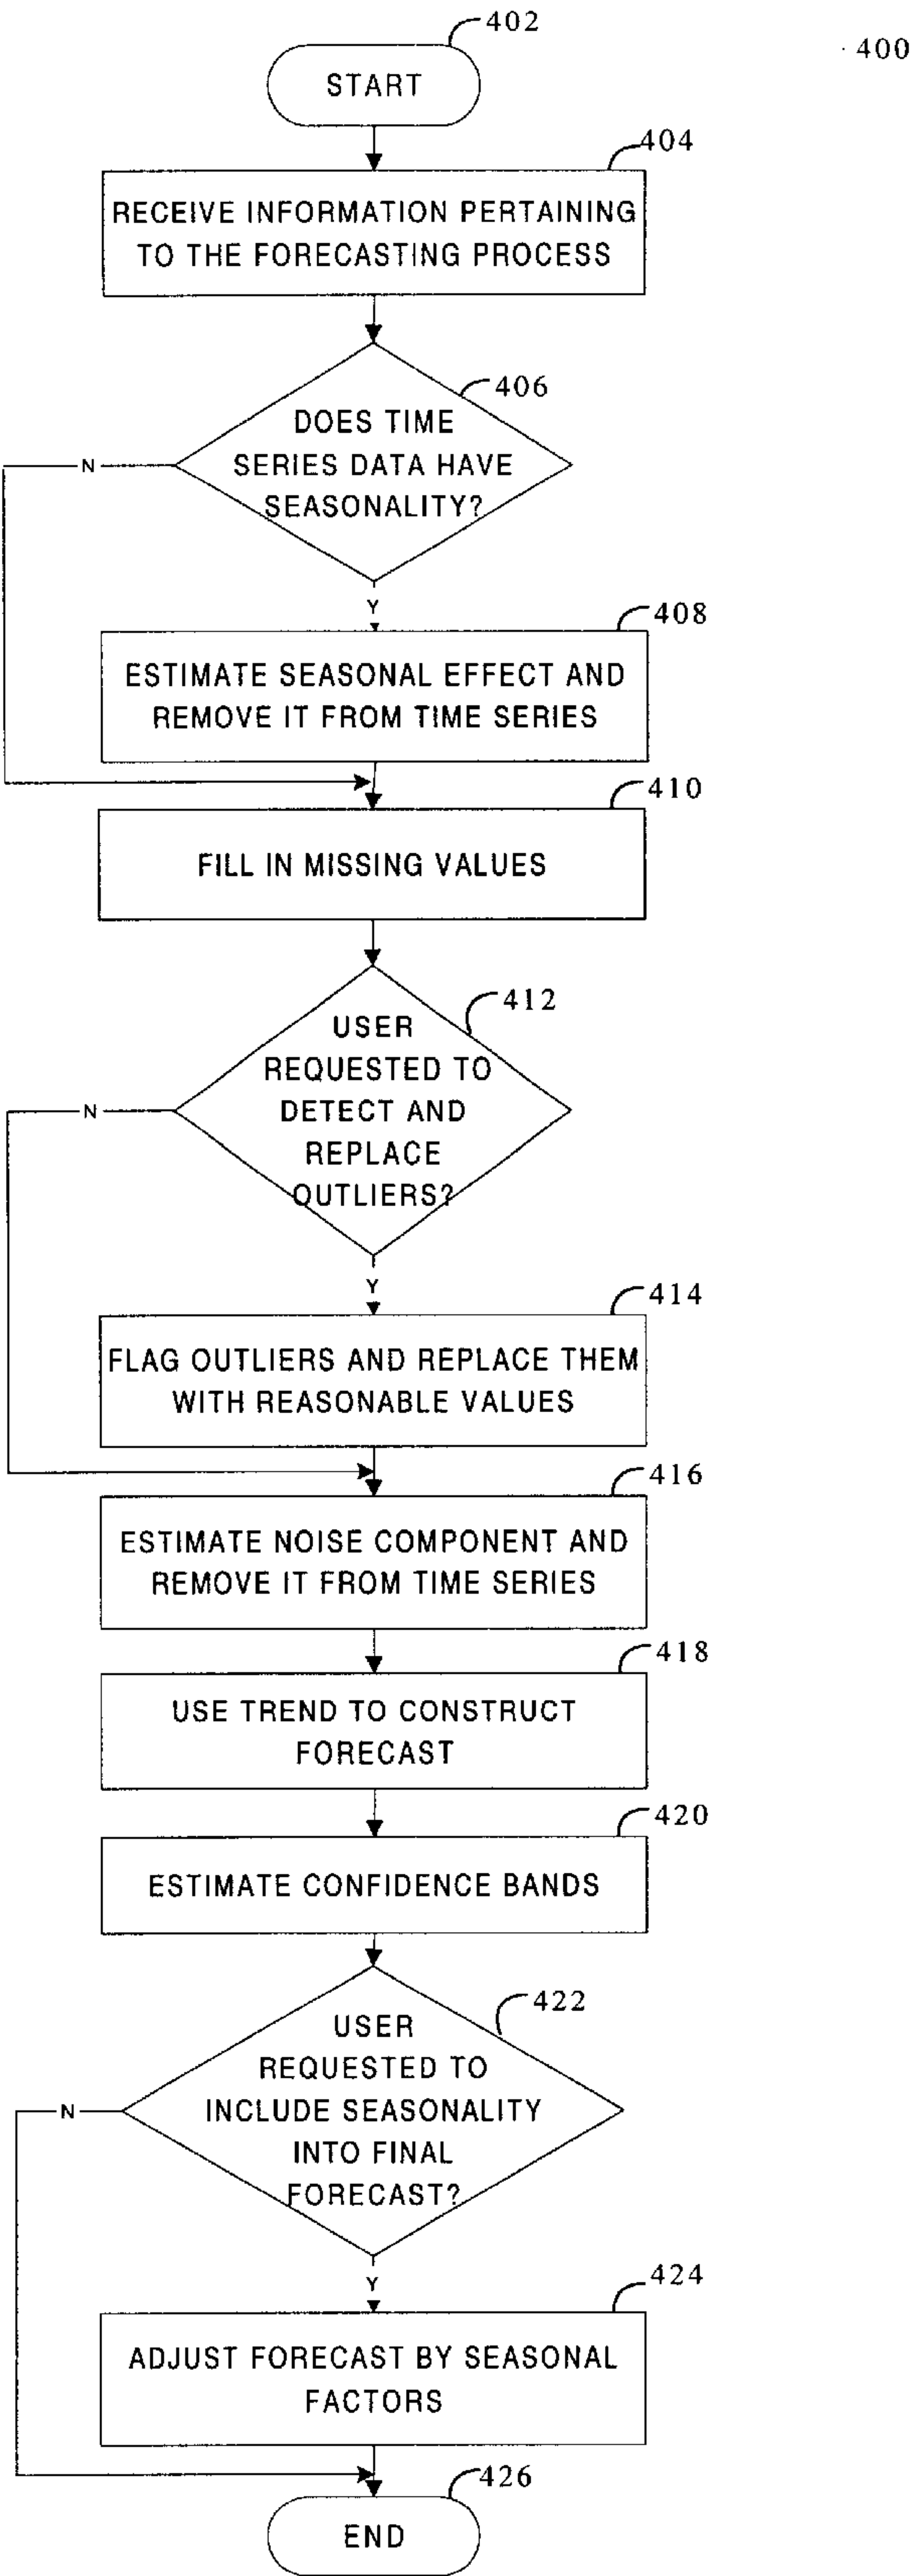 402
400
START
404
RECEIVE INFORMATION PERTAINING
TO THE FORECASTING PROCESS
406
DOES TIME
SERIES DATA HAVE
SEASONALITY?
N
Y
408
ESTIMATE SEASONAL EFFECT AND
REMOVE IT FROM TIME SERIES
410
FILL IN MISSING VALUES
412
USER
REQUESTED TO
DETECT AND
REPLACE
OUTLIERS?
N
Y
414
FLAG OUTLIERS AND REPLACE THEM
WITH REASONABLE VALUES
416
ESTIMATE NOISE COMPONENT AND
REMOVE IT FROM TIME SERIES
418
USE TREND TO CONSTRUCT
FORECAST
420
ESTIMATE CONFIDENCE BANDS
422
USER
REQUESTED TO
INCLUDE SEASONALITY
INTO FINAL
FORECAST?
N
Y
424
ADJUST FORECAST BY SEASONAL
FACTORS
426
END